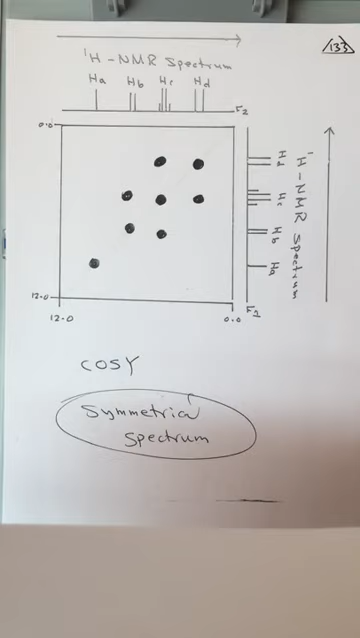 133
¹H-NMR Spectrum
Ha Hb Hc Hd
F2
0.0
Hd
Hc
Hb
Ha
¹H-NMR Spectrum
12.0
F1
12.0 0.0
COSY
Symmetrical
Spectrum